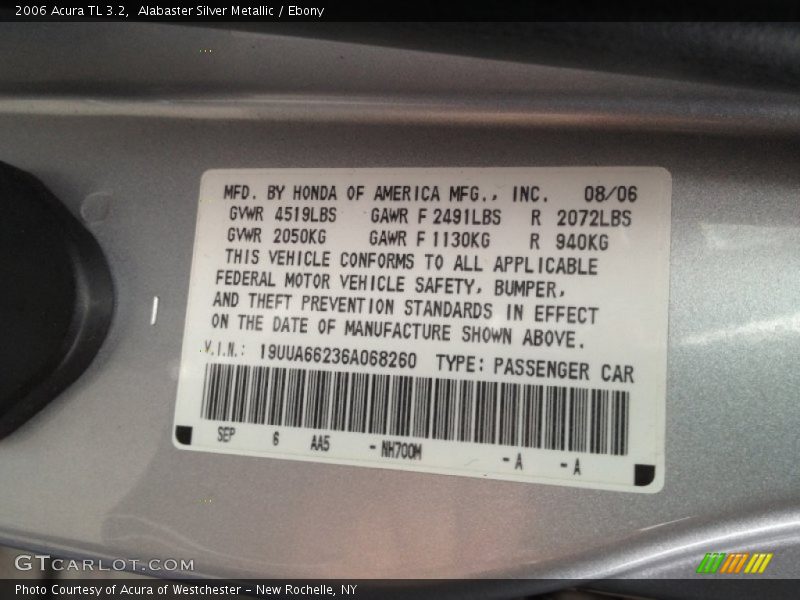 2006 Acura TL 3.2,  Alabaster Silver Metallic / Ebony
MFD. BY HONDA OF AMERICA MFG., INC. 08/06
GVWR 4519LBS GAWR F 2491LBS R 2072LBS
GVWR 2050KG GAWR F 1130KG R 940KG
THIS VEHICLE CONFORMS TO ALL APPLICABLE
FEDERAL MOTOR VEHICLE SAFETY, BUMPER,
AND THEFT PREVENTION STANDARDS IN EFFECT
ON THE DATE OF MANUFACTURE SHOWN ABOVE.
V.I.N.: 19UUA66236A068260 TYPE: PASSENGER CAR
SEP 6 AA5 - NH700M - A - A
GTCARLOT.COM
Photo Courtesy of Acura of Westchester - New Rochelle, NY